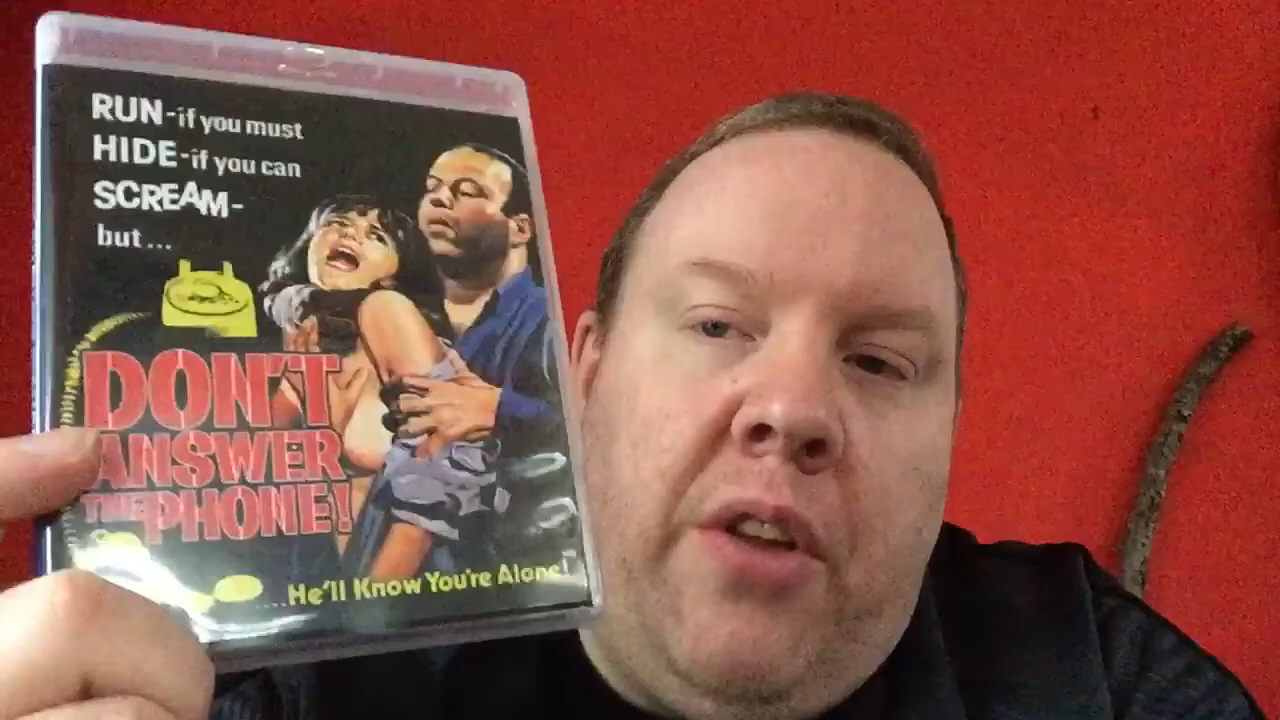 RUN-if you must
HIDE-if you can
SCREAM-
but...
DON'T
ANSWER
THE PHONE!
....He'll Know You're Alone!